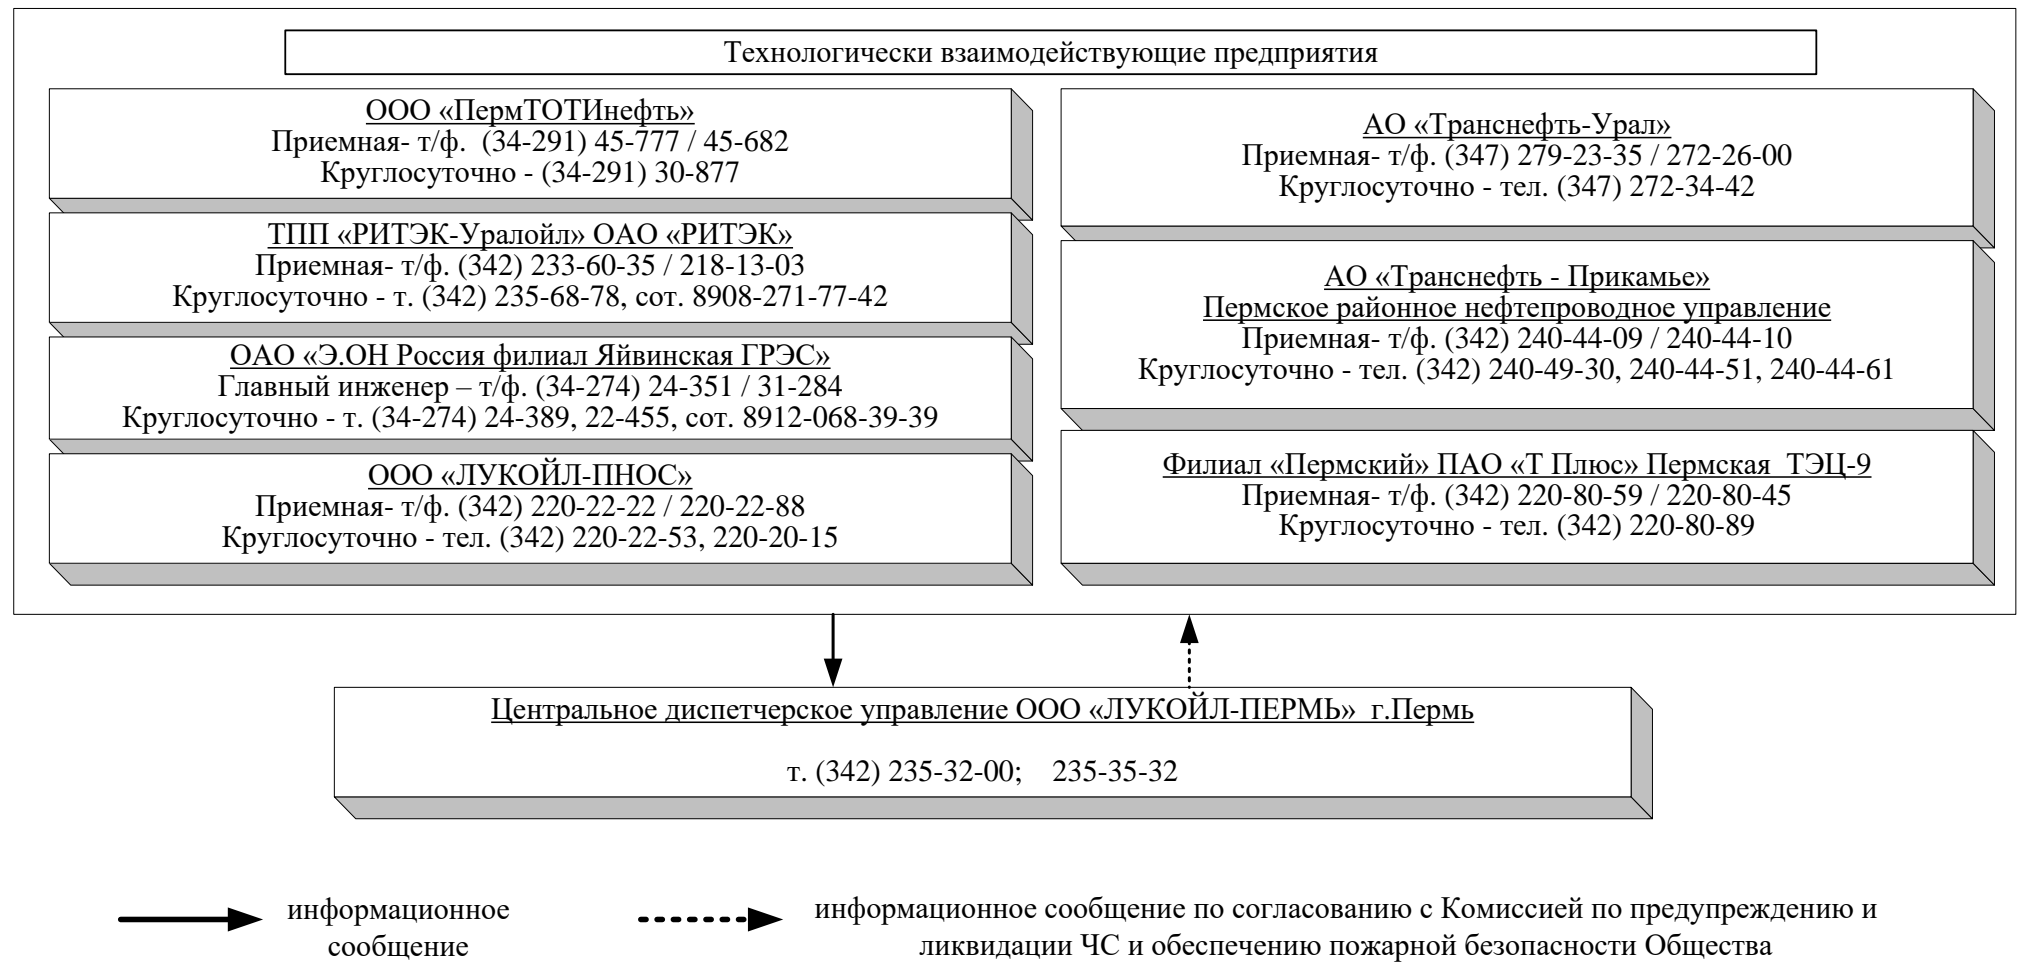 Технологически взаимодействующие предприятия
ООО «ПермТОТИнефть»
Приемная- т/ф.  (34-291) 45-777 / 45-682
Круглосуточно - (34-291) 30-877
ТПП «РИТЭК-Уралойл» ОАО «РИТЭК»
Приемная- т/ф. (342) 233-60-35 / 218-13-03
Круглосуточно - т. (342) 235-68-78, сот. 8908-271-77-42
ОАО «Э.ОН Россия филиал Яйвинская ГРЭС»
Главный инженер – т/ф. (34-274) 24-351 / 31-284
Круглосуточно - т. (34-274) 24-389, 22-455, сот. 8912-068-39-39
ООО «ЛУКОЙЛ-ПНОС»
Приемная- т/ф. (342) 220-22-22 / 220-22-88
Круглосуточно - тел. (342) 220-22-53, 220-20-15
АО «Транснефть-Урал»
Приемная- т/ф. (347) 279-23-35 / 272-26-00
Круглосуточно - тел. (347) 272-34-42
АО «Транснефть - Прикамье»
Пермское районное нефтепроводное управление
Приемная- т/ф. (342) 240-44-09 / 240-44-10
Круглосуточно - тел. (342) 240-49-30, 240-44-51, 240-44-61
Филиал «Пермский» ПАО «Т Плюс» Пермская  ТЭЦ-9
Приемная- т/ф. (342) 220-80-59 / 220-80-45
Круглосуточно - тел. (342) 220-80-89
Центральное диспетчерское управление ООО «ЛУКОЙЛ-ПЕРМЬ»  г.Пермь
т. (342) 235-32-00;    235-35-32
информационное
сообщение
информационное сообщение по согласованию с Комиссией по предупреждению и
ликвидации ЧС и обеспечению пожарной безопасности Общества